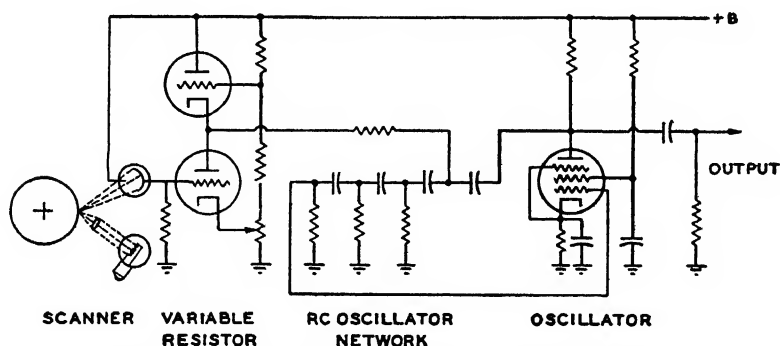 +B
OUTPUT
SCANNER VARIABLE RESISTOR RC OSCILLATOR NETWORK OSCILLATOR